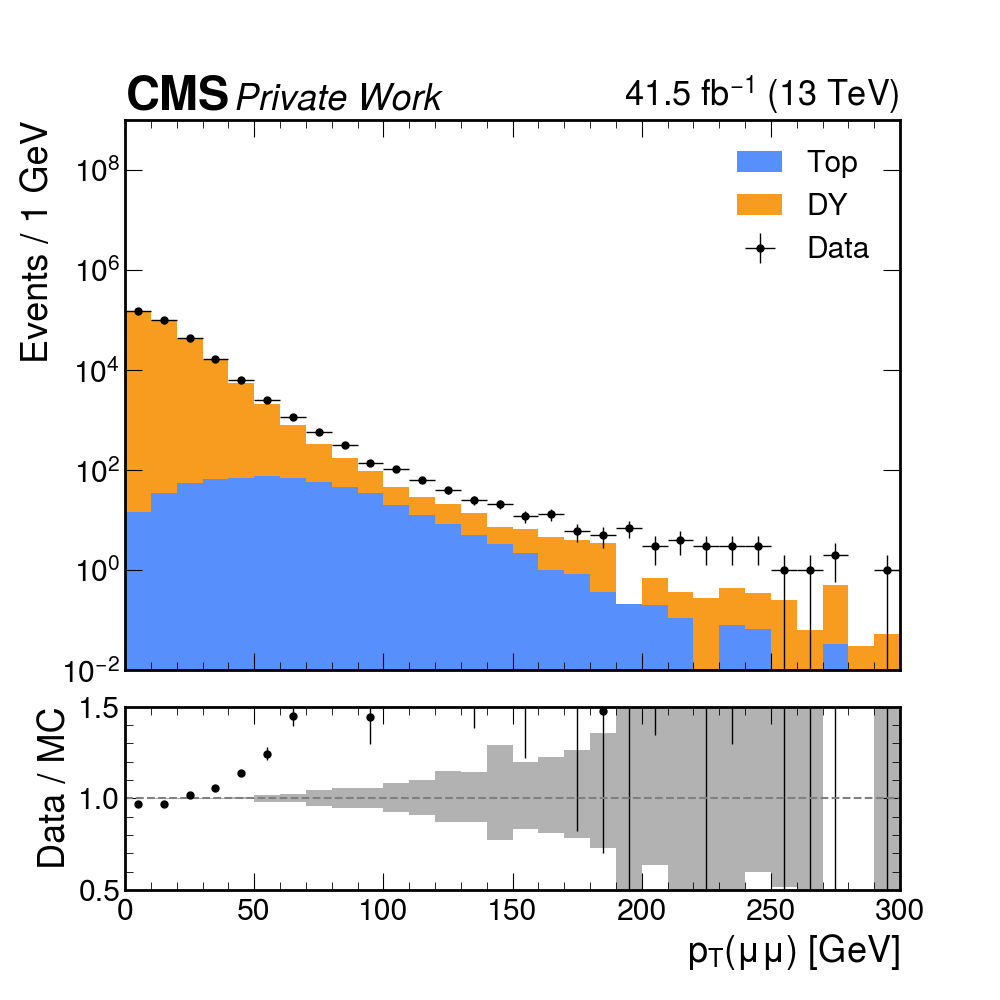 CMS Private Work 41.5 fb⁻¹ (13 TeV)
Events / 1 GeV
10⁸
10⁶
10⁴
10²
10⁰
10⁻²
Top
DY
Data
Data / MC
1.5
1.0
0.5
0 50 100 150 200 250 300
p_T(μμ) [GeV]